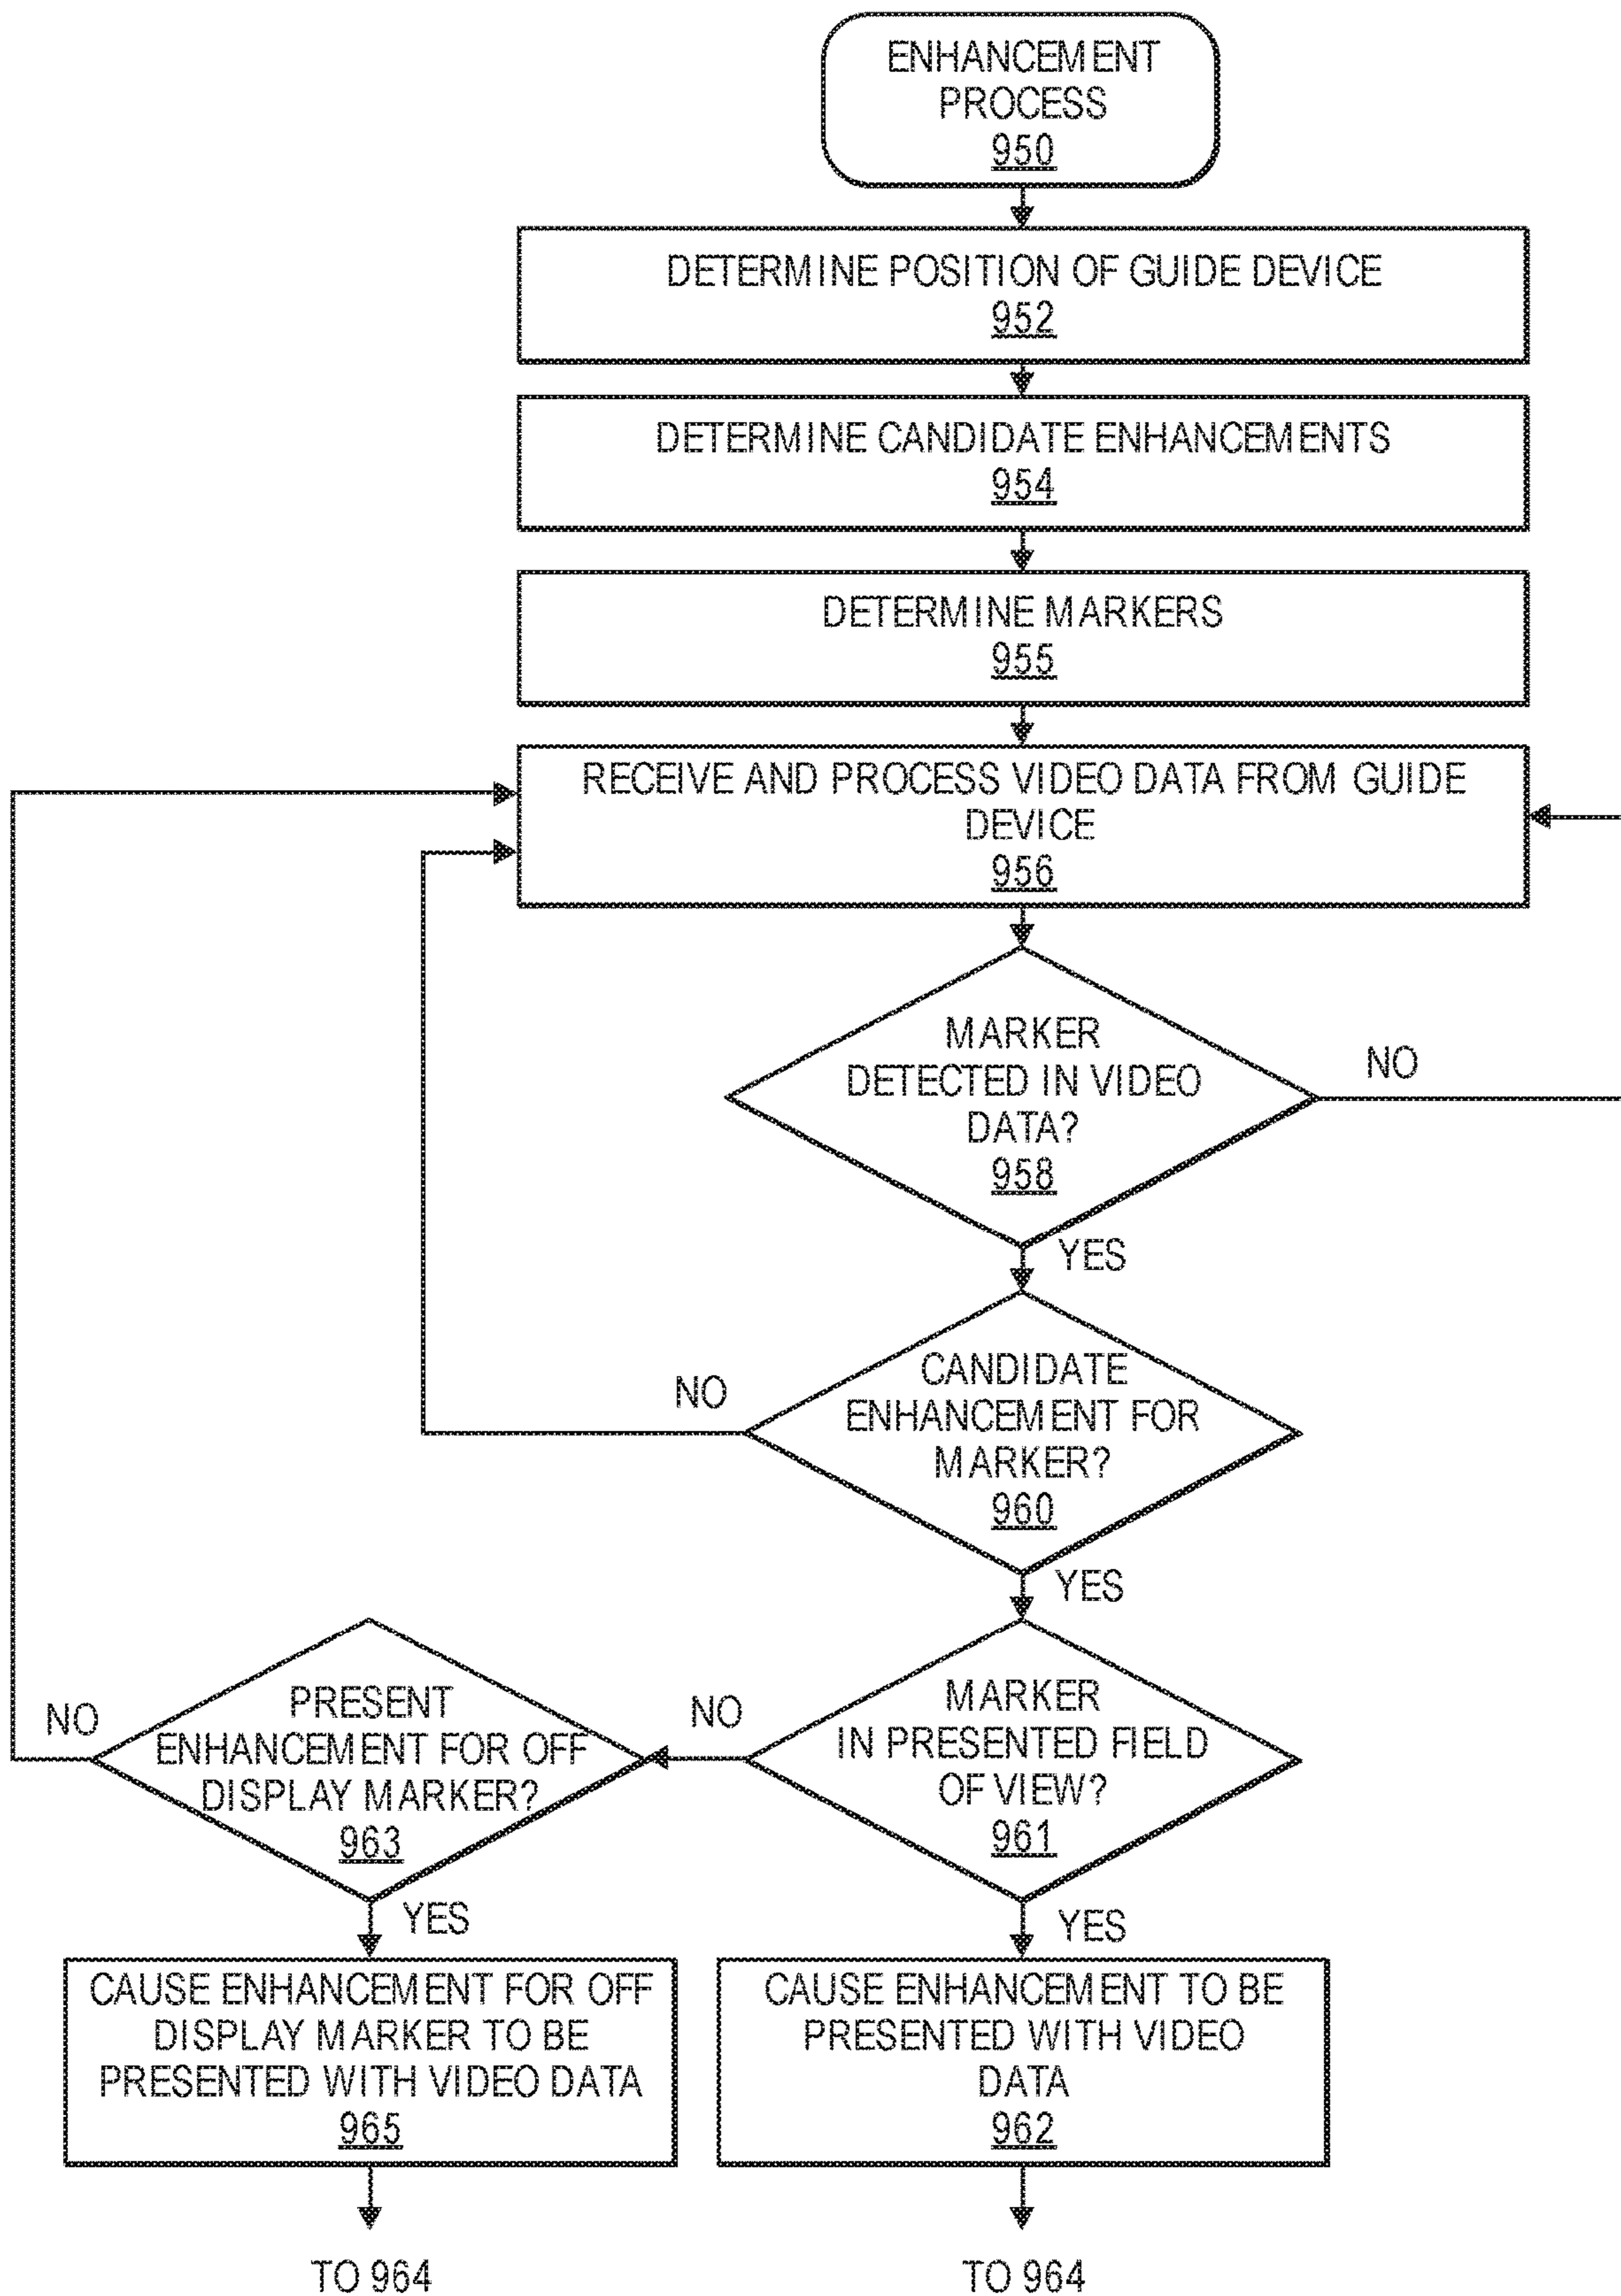 ENHANCEMENT
PROCESS
950
DETERMINE POSITION OF GUIDE DEVICE
952
DETERMINE CANDIDATE ENHANCEMENTS
954
DETERMINE MARKERS
955
RECEIVE AND PROCESS VIDEO DATA FROM GUIDE
DEVICE
956
MARKER
DETECTED IN VIDEO
DATA?
958
NO
YES
CANDIDATE
ENHANCEMENT FOR
MARKER?
960
NO
YES
MARKER
IN PRESENTED FIELD
OF VIEW?
961
NO
YES
PRESENT
ENHANCEMENT FOR OFF
DISPLAY MARKER?
963
NO
YES
CAUSE ENHANCEMENT FOR OFF
DISPLAY MARKER TO BE
PRESENTED WITH VIDEO DATA
965
CAUSE ENHANCEMENT TO BE
PRESENTED WITH VIDEO
DATA
962
TO 964
TO 964